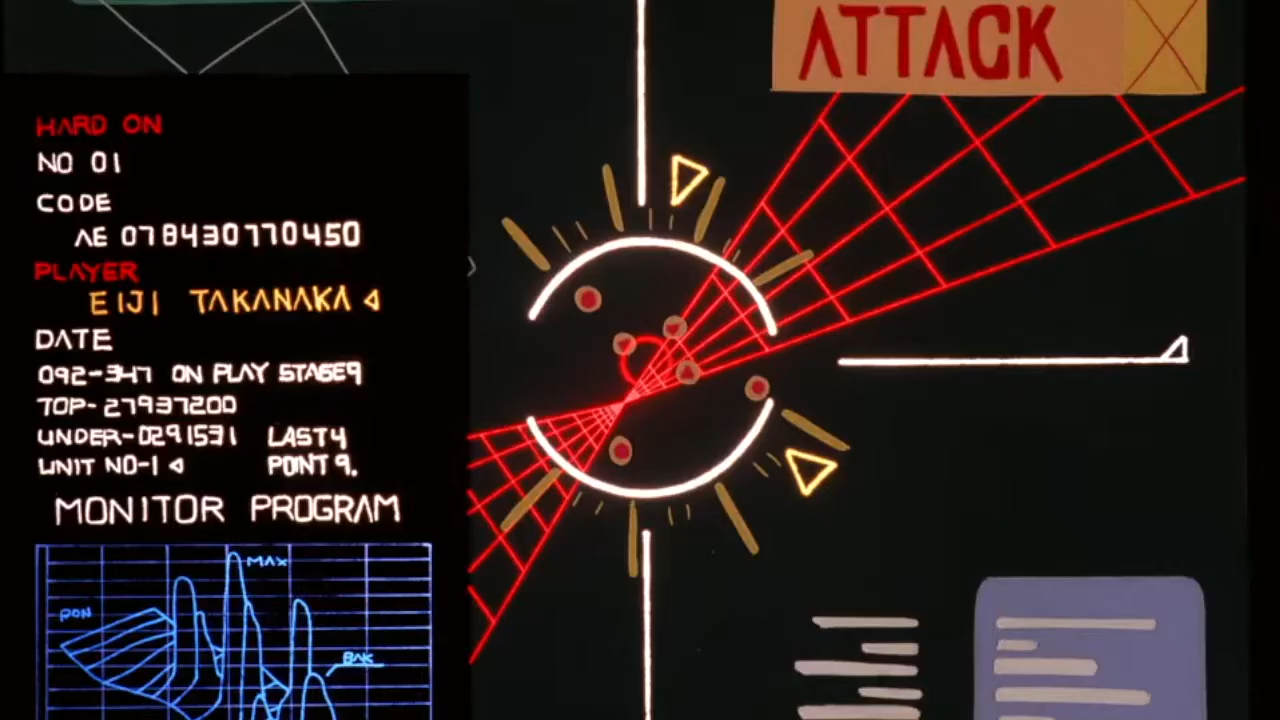 ATTACK
HARD ON
NO 01
CODE
AE 078430770450
PLAYER
EIJI TAKANAKA
DATE
092-347 ON PLAY STAGE9
TOP-27937200
UNDER-0291531 LAST4
UNIT NO-1 PONT 9.
MONITOR PROGRAM
MAX
PON
BAK